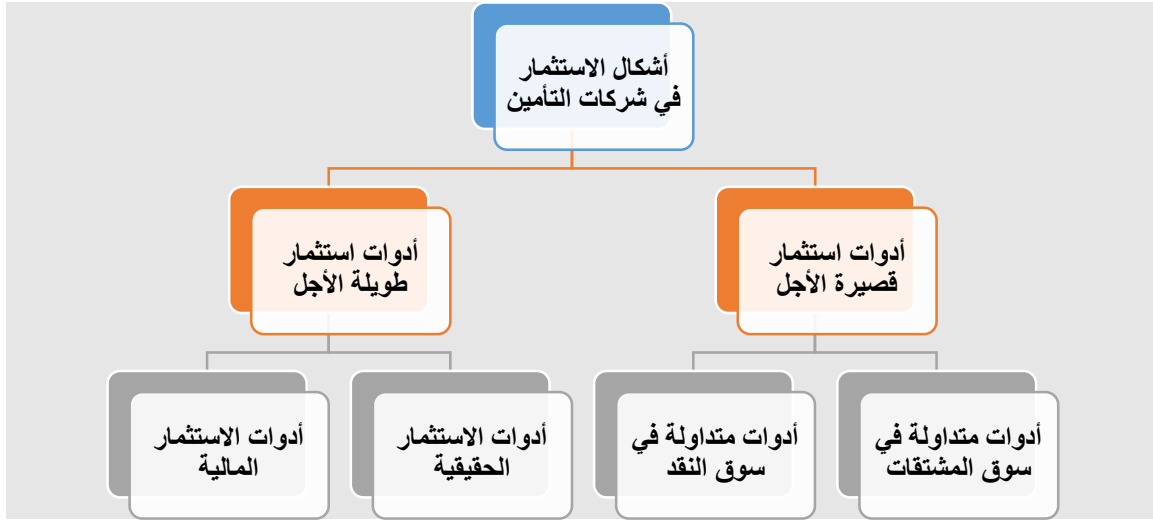 أشكال الاستثمار
في شركات التأمين
أدوات استثمار
قصيرة الأجل
أدوات استثمار
طويلة الأجل
أدوات متداولة في
سوق المشتقات
أدوات متداولة في
سوق النقد
أدوات الاستثمار
الحقيقية
أدوات الاستثمار
المالية